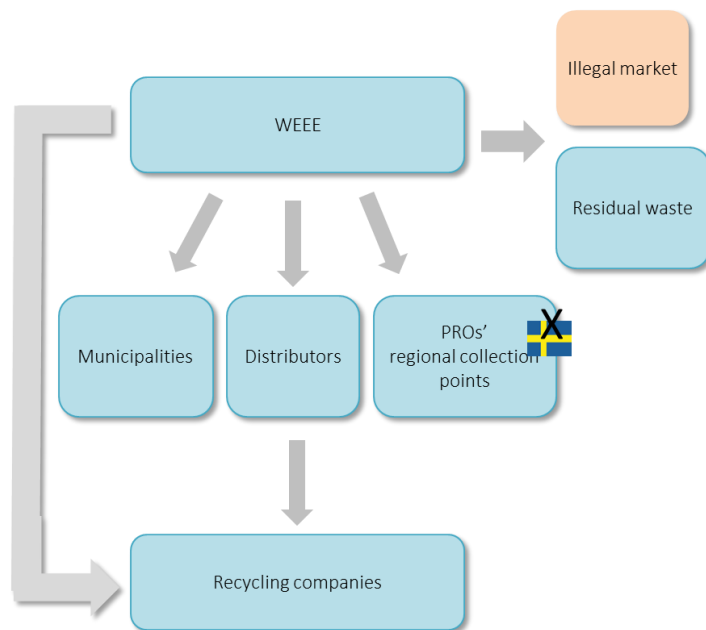 Illegal market
WEEE
Residual waste
Municipalities
Distributors
PROs’
regional collection
points
X
Recycling companies